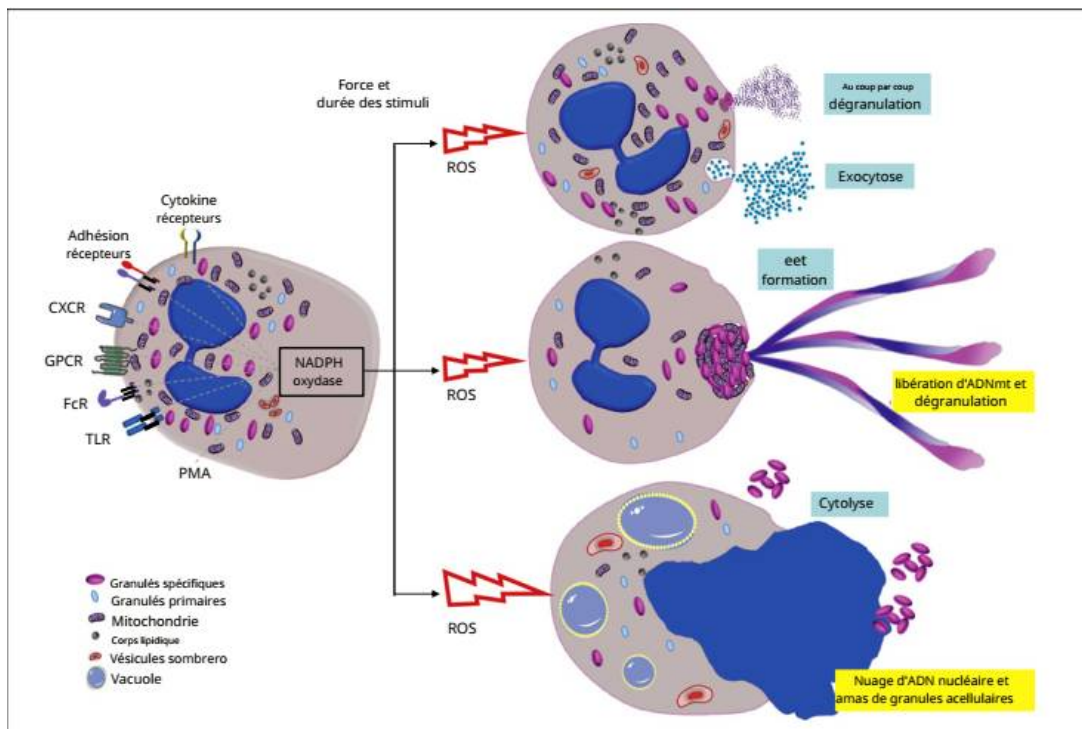 Force et
durée des stimuli
ROS
Au coup par coup
dégranulation
Exocytose
Cytokine
récepteurs
Adhésion
récepteurs
CXCR
GPCR
FcR
TLR
PMA
NADPH
oxydase
ROS
eet
formation
libération d'ADNmt et
dégranulation
ROS
Cytolyse
Nuage d'ADN nucléaire et
amas de granules acellulaires
Granulés spécifiques
Granulés primaires
Mitochondrie
Corps lipidique
Vésicules sombrero
Vacuole